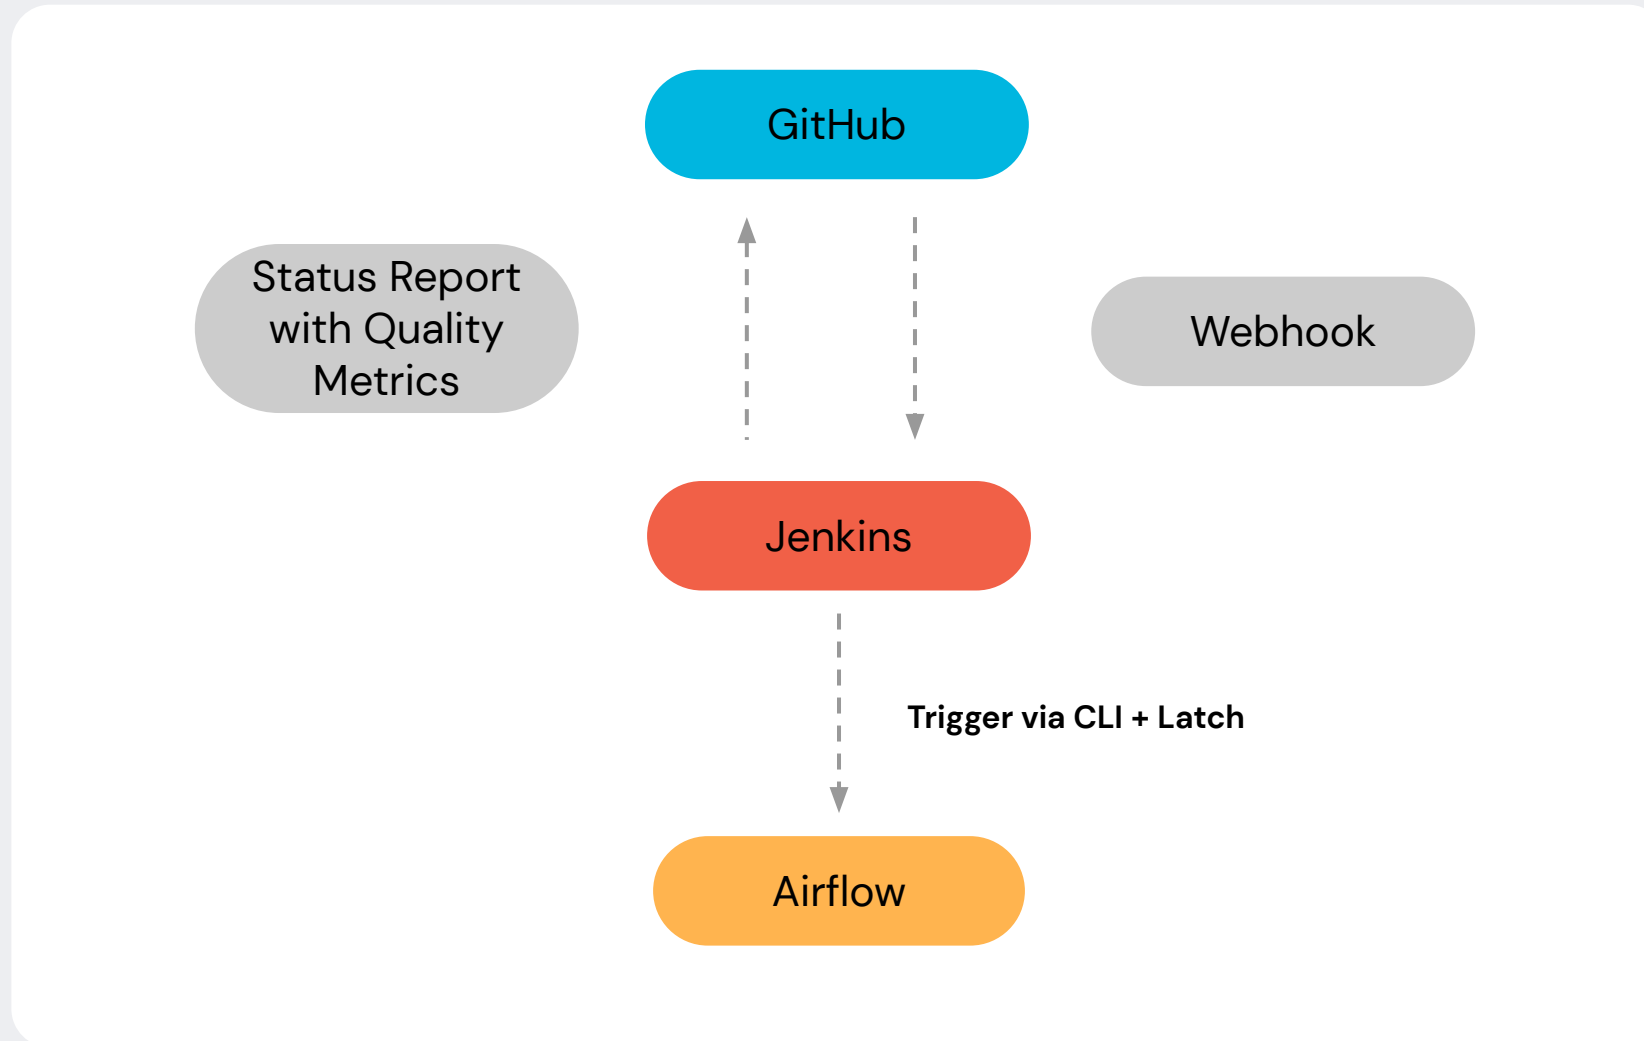 GitHub
Status Report
with Quality
Metrics
Webhook
Jenkins
Trigger via CLI + Latch
Airflow